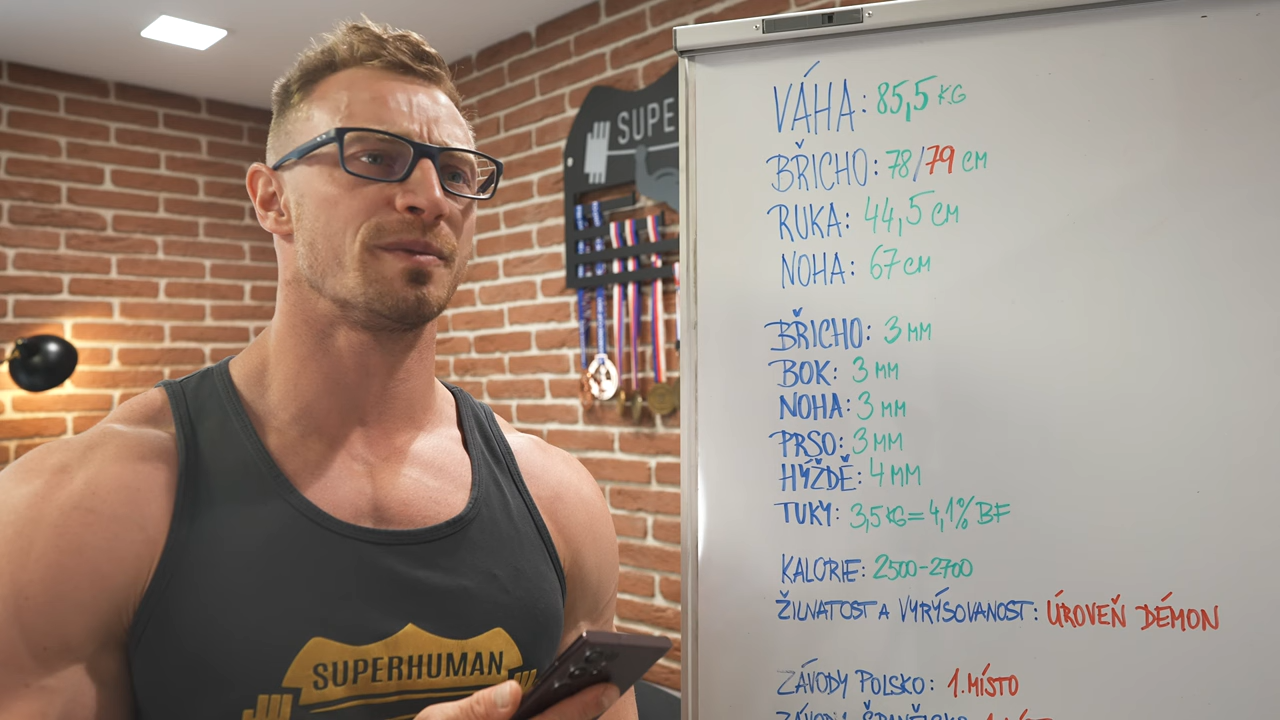 SUPE
VÁHA: 85,5 KG
BŘICHO: 78/79 CM
RUKA: 44,5 CM
NOHA: 67 CM
BŘICHO: 3 MM
BOK: 3 MM
NOHA: 3 MM
PRSO: 3 MM
HÝŽDĚ: 4 MM
TUKY: 3,5 KG = 4,1% BF
KALORIE: 2500-2700
ŽILNATOST A VYRÝSOVANOST: ÚROVEŇ DÉMON
ZÁVODY POLSKO: 1. MÍSTO
ZÁVODY
SUPERHUMAN